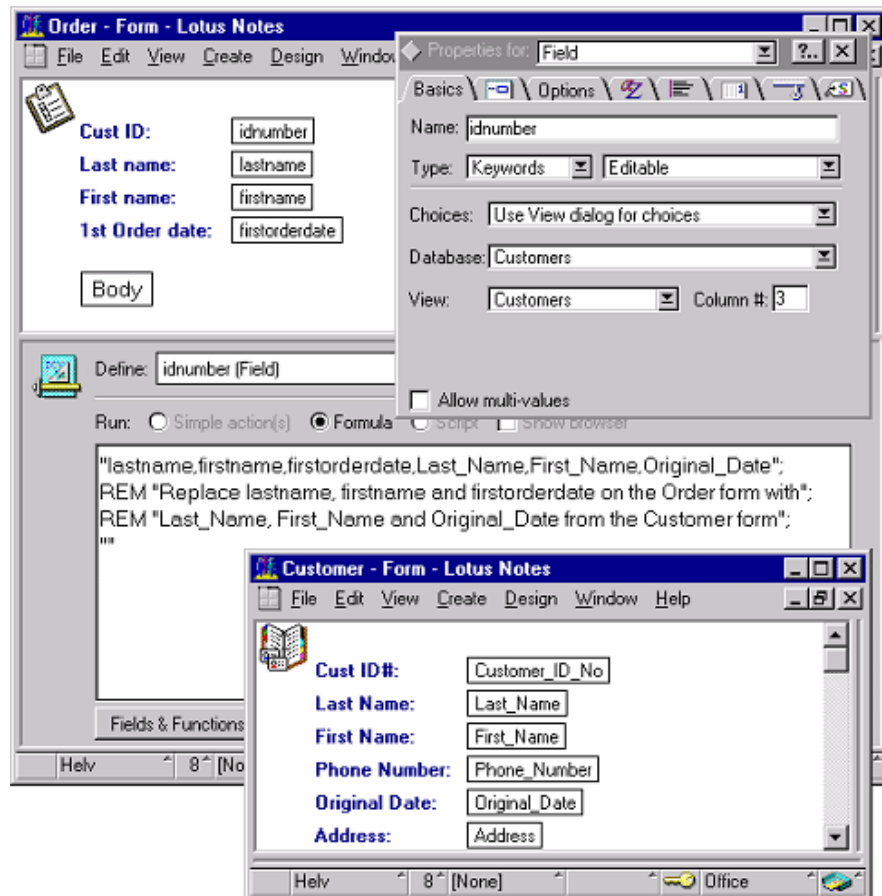 Order - Form - Lotus Notes
File Edit View Create Design Window
Cust ID: idnumber
Last name: lastname
First name: firstname
1st Order date: firstorderdate
Body
Properties for: Field ?..
Basics Options
Name: idnumber
Type: Keywords Editable
Choices: Use View dialog for choices
Database: Customers
View: Customers Column #: 3
Allow multi-values
Define: idnumber (Field)
Run: Simple action(s) Formula Script Show browser
"lastname,firstname,firstorderdate,Last_Name,First_Name,Original_Date";
REM "Replace lastname, firstname and firstorderdate on the Order form with";
REM "Last_Name, First_Name and Original_Date from the Customer form";
""
Fields & Functions
Helv 8 [No
Customer - Form - Lotus Notes
File Edit View Create Design Window Help
Cust ID#: Customer_ID_No
Last Name: Last_Name
First Name: First_Name
Phone Number: Phone_Number
Original Date: Original_Date
Address: Address
Helv 8 [None] Office